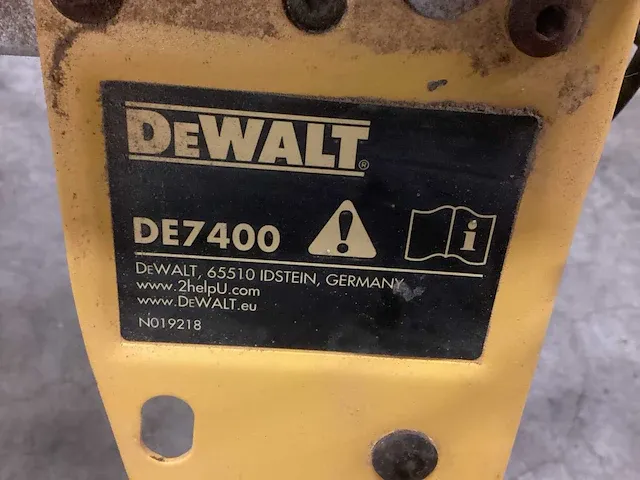 DEWALT®
DE7400
DEWALT, 65510 IDSTEIN, GERMANY
www.2helpU.com
www.DEWALT.eu
N019218